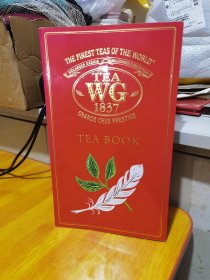 THE FINEST TEAS OF THE WORLD
TEA
WG
1837
GRANDS CRUS PRESTIGE
TEA BOOK